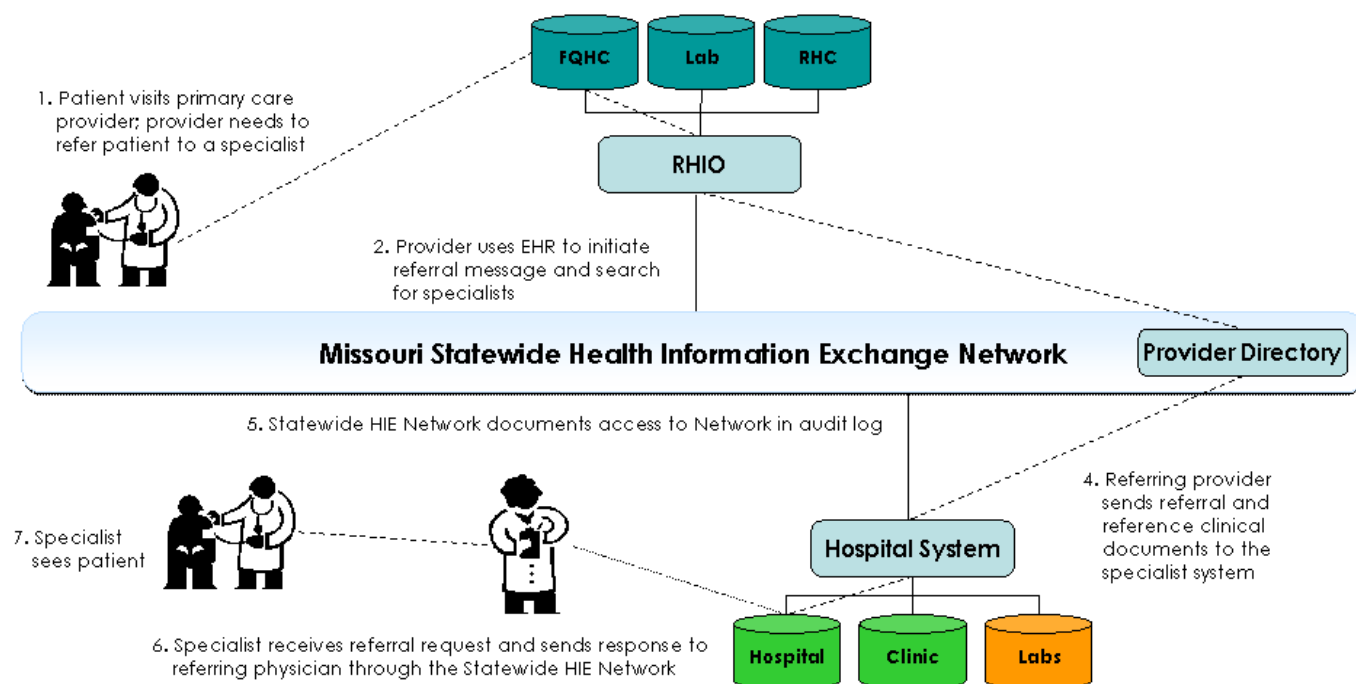 FQHC
Lab
RHC
1. Patient visits primary care
provider; provider needs to
refer patient to a specialist
RHIO
2. Provider uses EHR to initiate
referral message and search
for specialists
Missouri Statewide Health Information Exchange Network
Provider Directory
5. Statewide HIE Network documents access to Network in audit log
4. Referring provider
sends referral and
reference clinical
documents to the
specialist system
7. Specialist
sees patient
Hospital System
6. Specialist receives referral request and sends response to
referring physician through the Statewide HIE Network
Hospital
Clinic
Labs